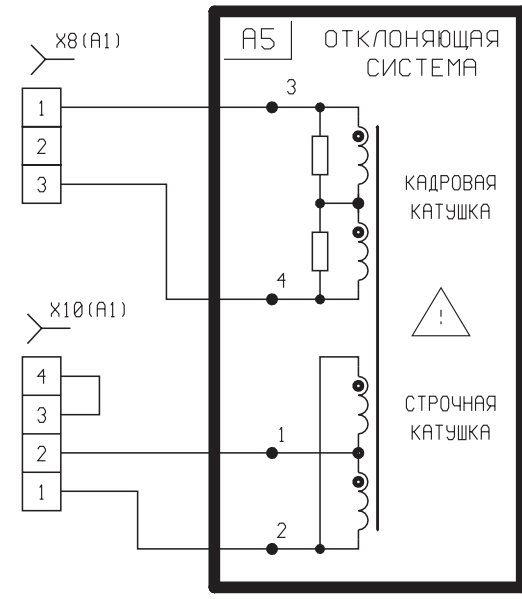 A5
ОТКЛОНЯЮЩАЯ
СИСТЕМА
X8(A1)
1
2
3
3
4
КАДРОВАЯ
КАТУШКА
!
X10(A1)
4
3
2
1
1
2
СТРОЧНАЯ
КАТУШКА